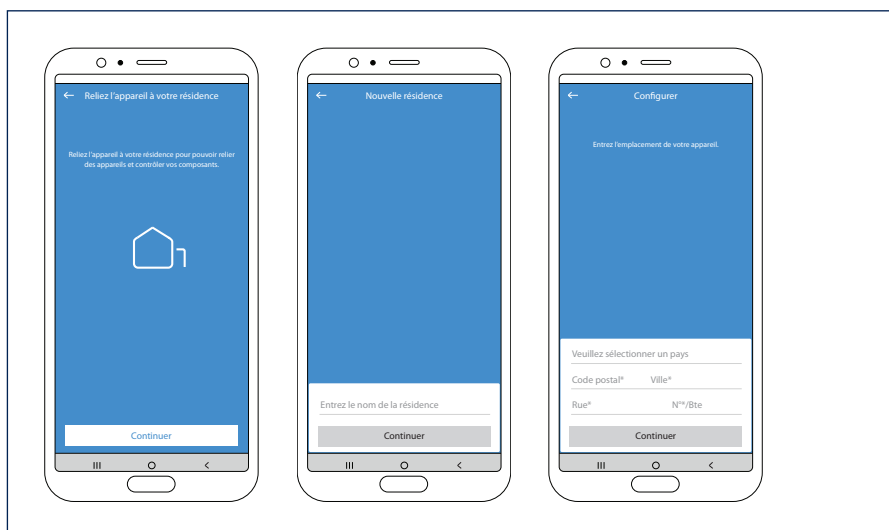 Reliez l'appareil à votre résidence
Reliez l'appareil à votre résidence pour pouvoir relier
des appareils et contrôler vos composants.
Continuer
Nouvelle résidence
Entrez le nom de la résidence
Continuer
Configurer
Entrez l'emplacement de votre appareil.
Veuillez sélectionner un pays
Code postal* Ville*
Rue* N°*/Bte
Continuer